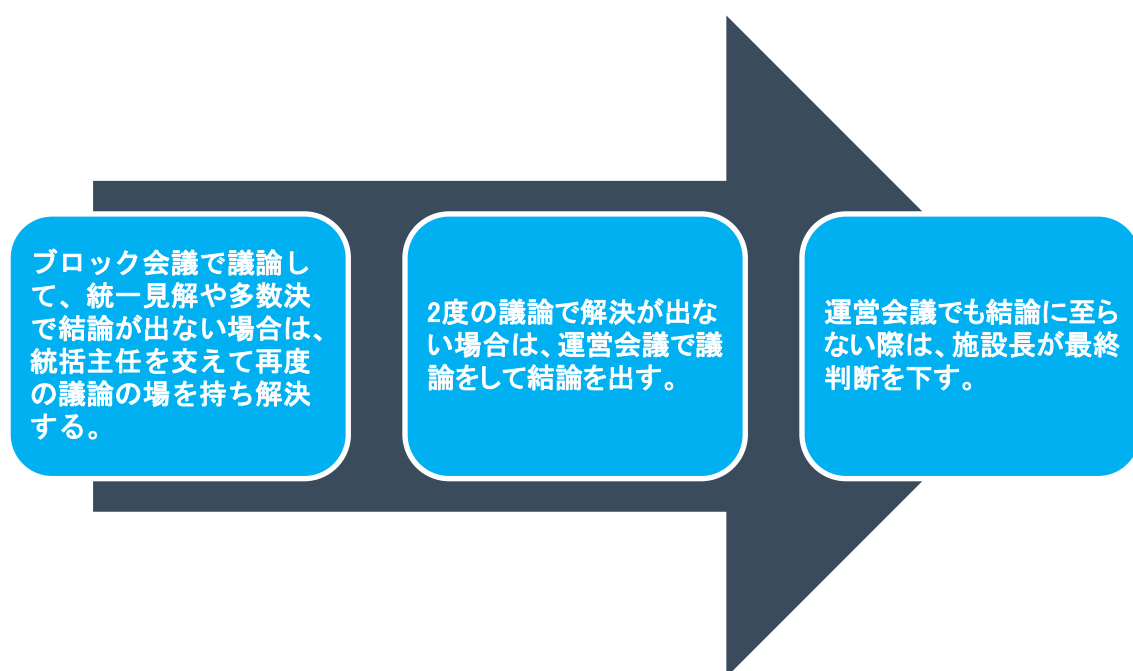 ブロック会議で議論し
て、統一見解や多数決
で結論が出ない場合は、
統括主任を交えて再度
の議論の場を持ち解決
する。
2度の議論で解決が出な
い場合は、運営会議で議
論をして結論を出す。
運営会議でも結論に至ら
ない際は、施設長が最終
判断を下す。